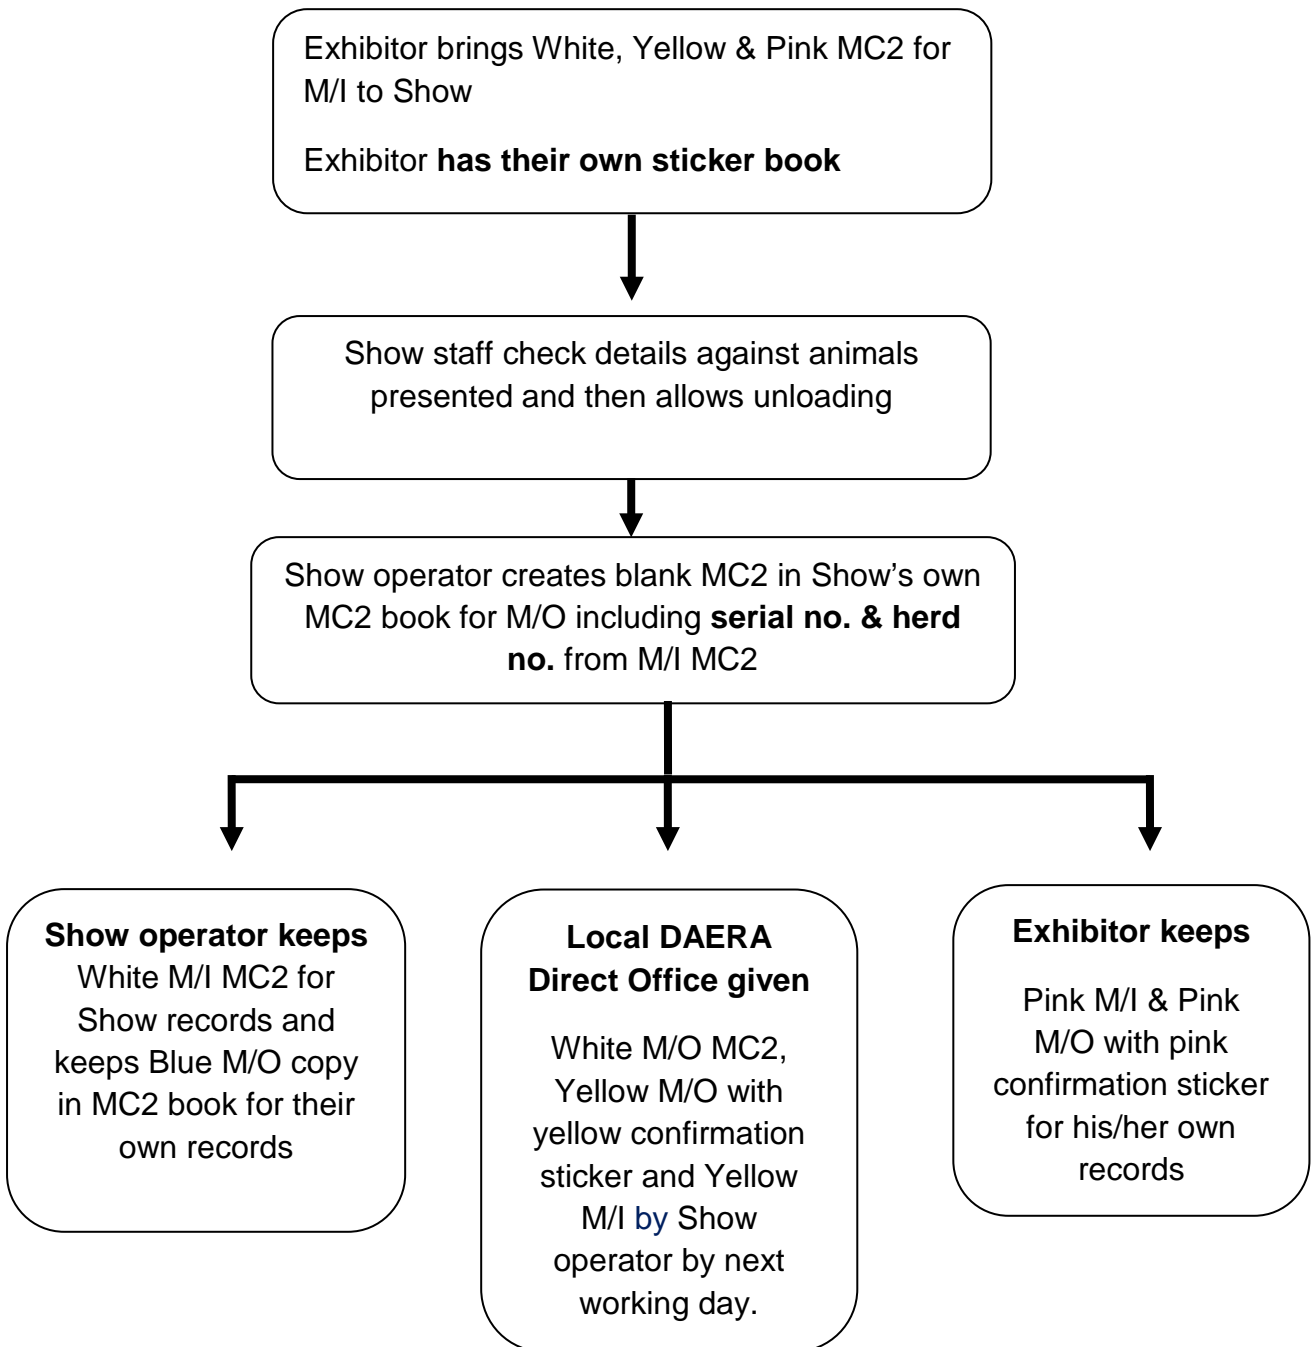 Exhibitor brings White, Yellow & Pink MC2 for
M/I to Show
Exhibitor has their own sticker book
Show staff check details against animals
presented and then allows unloading
Show operator creates blank MC2 in Show’s own
MC2 book for M/O including serial no. & herd
no. from M/I MC2
Show operator keeps
White M/I MC2 for
Show records and
keeps Blue M/O copy
in MC2 book for their
own records
Local DAERA
Direct Office given
White M/O MC2,
Yellow M/O with
yellow confirmation
sticker and Yellow
M/I by Show
operator by next
working day.
Exhibitor keeps
Pink M/I & Pink
M/O with pink
confirmation sticker
for his/her own
records